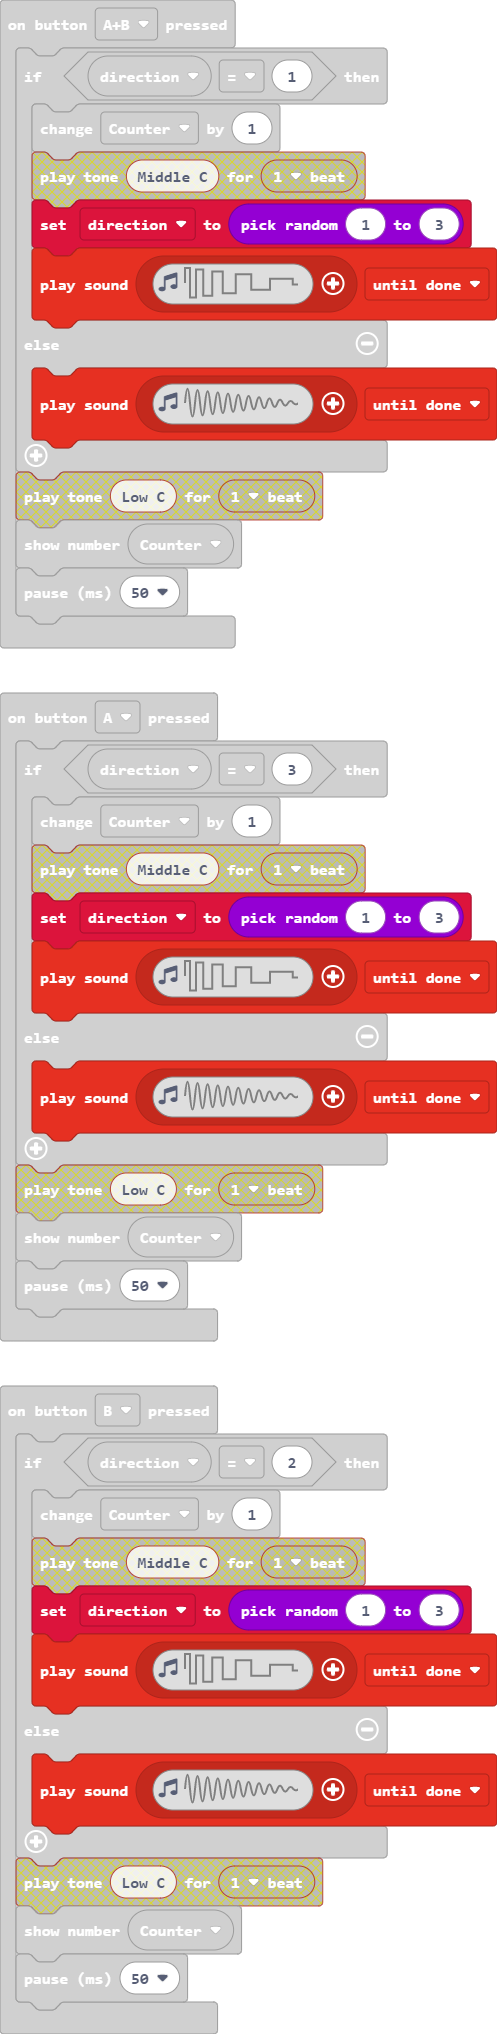 on button A+B pressed
if direction = 1 then
change Counter by 1
play tone Middle C for 1 beat
set direction to pick random 1 to 3
play sound until done
else
play sound until done
play tone Low C for 1 beat
show number Counter
pause (ms) 50
on button A pressed
if direction = 3 then
change Counter by 1
play tone Middle C for 1 beat
set direction to pick random 1 to 3
play sound until done
else
play sound until done
play tone Low C for 1 beat
show number Counter
pause (ms) 50
on button B pressed
if direction = 2 then
change Counter by 1
play tone Middle C for 1 beat
set direction to pick random 1 to 3
play sound until done
else
play sound until done
play tone Low C for 1 beat
show number Counter
pause (ms) 50